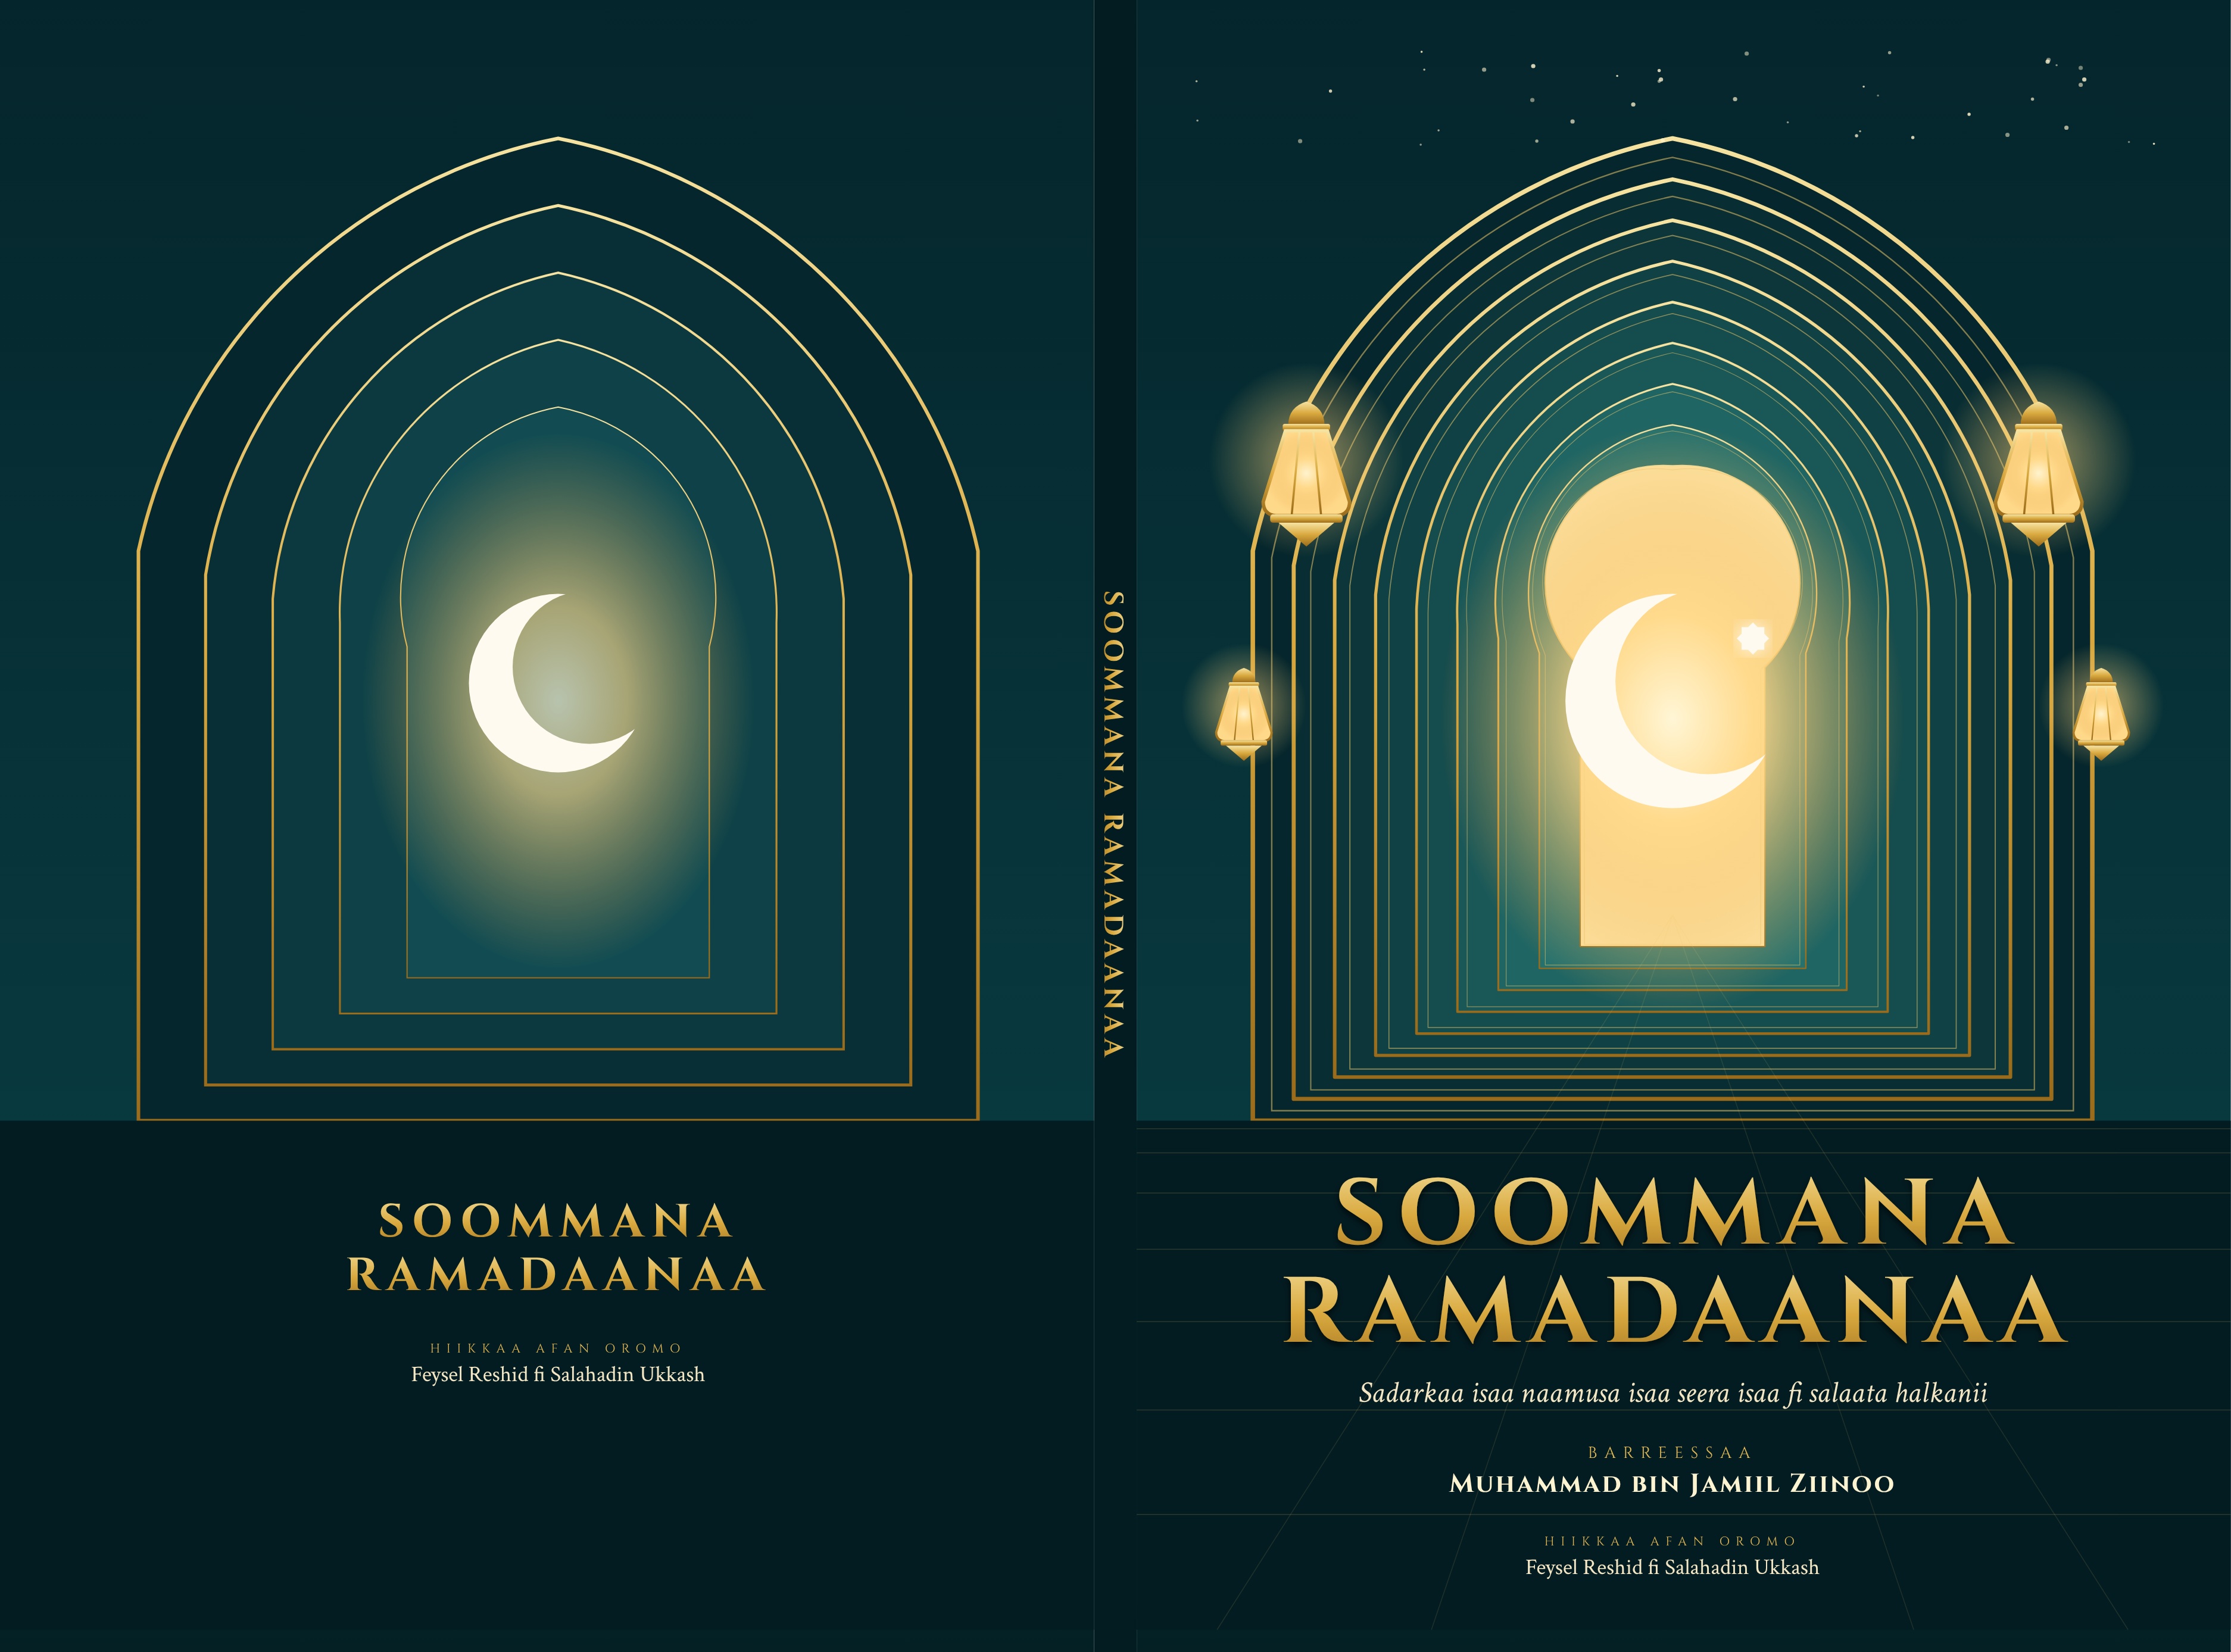 SOOMMANA
RAMADAANAA
HIIKKAA AFAN OROMO
Feysel Reshid fi Salahadin Ukkash
SOOMMANA RAMADAANAA
SOOMMANA
RAMADAANAA
Sadarkaa isaa naamusa isaa seera isaa fi salaata halkanii
BARREESSAA
MUHAMMAD BIN JAMIIL ZIINOO
HIIKKAA AFAN OROMO
Feysel Reshid fi Salahadin Ukkash